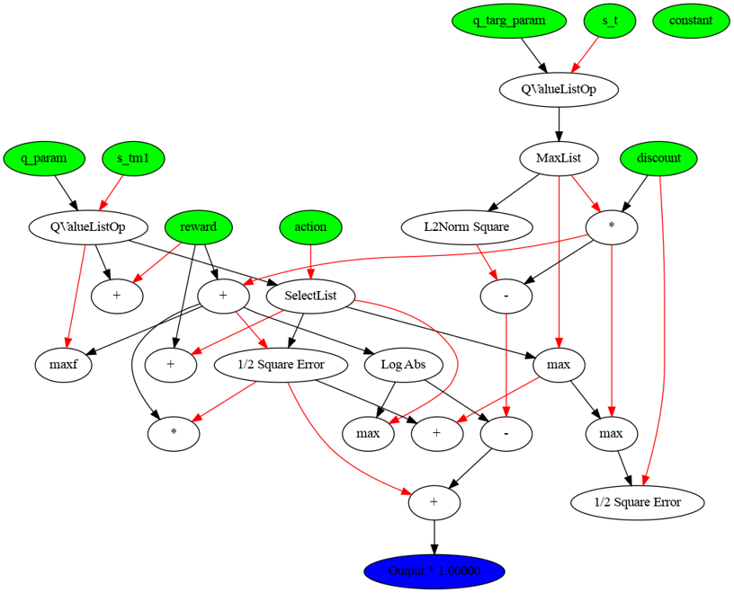 q_targ_param
s_t
constant
QValueListOp
q_param
s_tm1
MaxList
discount
QValueListOp
reward
action
L2Norm Square
*
+
+
SelectList
-
maxf
+
1/2 Square Error
Log Abs
max
*
max
+
-
max
+
1/2 Square Error
Output * 1.00000